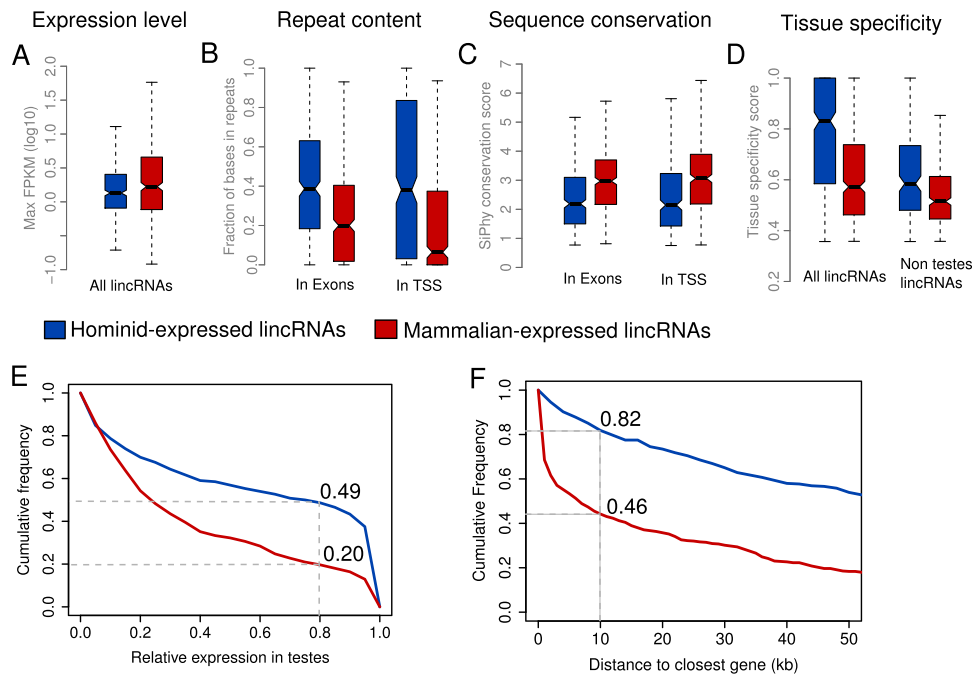 Expression level
Repeat content
Sequence conservation
Tissue specificity
A
Max FPKM (log10)
2.0
1.5
1.0
0.5
0.0
−1.0
All lincRNAs
B
Fraction of bases in repeats
1.0
0.8
0.6
0.4
0.2
0.0
In Exons
In TSS
C
SiPhy conservation score
7
6
5
4
3
2
1
0
In Exons
In TSS
D
Tissue specificity score
1.0
0.8
0.6
0.4
0.2
All lincRNAs
Non testes
lincRNAs
Hominid-expressed lincRNAs
Mammalian-expressed lincRNAs
E
Cumulative frequency
1.0
0.8
0.6
0.4
0.2
0.0
0.49
0.20
0.0 0.2 0.4 0.6 0.8 1.0
Relative expression in testes
F
Cumulative Frequency
1.0
0.8
0.6
0.4
0.2
0.0
0.82
0.46
0 10 20 30 40 50
Distance to closest gene (kb)